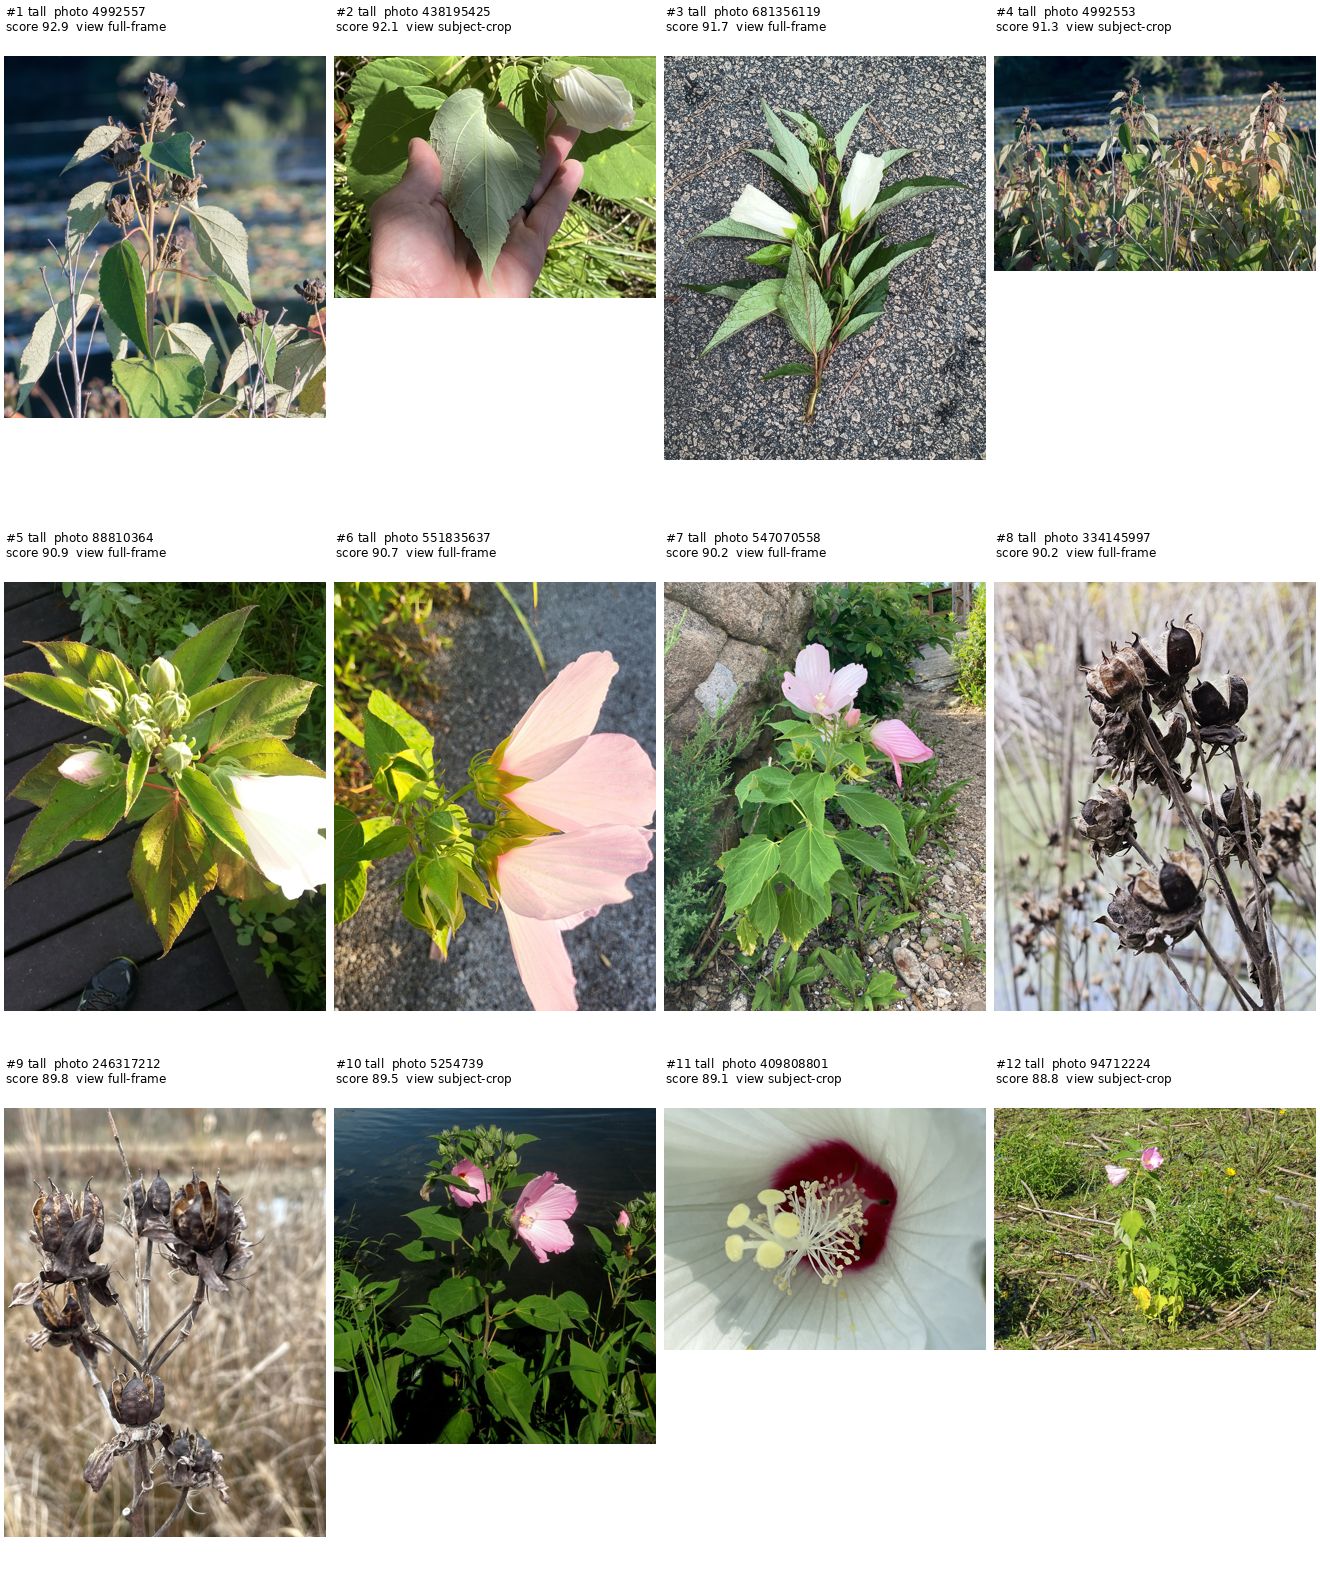 #1 tall photo 4992557
score 92.9 view full-frame
#2 tall photo 438195425
score 92.1 view subject-crop
#3 tall photo 681356119
score 91.7 view full-frame
#4 tall photo 4992553
score 91.3 view subject-crop
#5 tall photo 88810364
score 90.9 view full-frame
#6 tall photo 551835637
score 90.7 view full-frame
#7 tall photo 547070558
score 90.2 view full-frame
#8 tall photo 334145997
score 90.2 view full-frame
#9 tall photo 246317212
score 89.8 view full-frame
#10 tall photo 5254739
score 89.5 view subject-crop
#11 tall photo 409808801
score 89.1 view subject-crop
#12 tall photo 94712224
score 88.8 view subject-crop